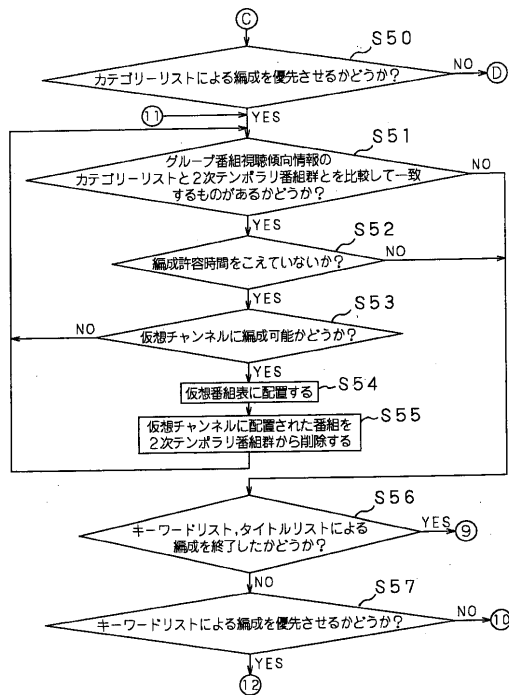 C
S50
カテゴリーリストによる編成を優先させるかどうか?
NO
D
11
YES
S51
グループ番組視聴傾向情報の
カテゴリーリストと2次テンポラリ番組群とを比較して一致
するものがあるかどうか?
NO
YES
S52
編成許容時間をこえていないか?
NO
YES
S53
NO
仮想チャンネルに編成可能かどうか?
YES
S54
仮想番組表に配置する
S55
仮想チャンネルに配置された番組を
2次テンポラリ番組群から削除する
S56
キーワードリスト,タイトルリストによる
編成を終了したかどうか?
YES
9
NO
S57
キーワードリストによる編成を優先させるかどうか?
NO
10
YES
12